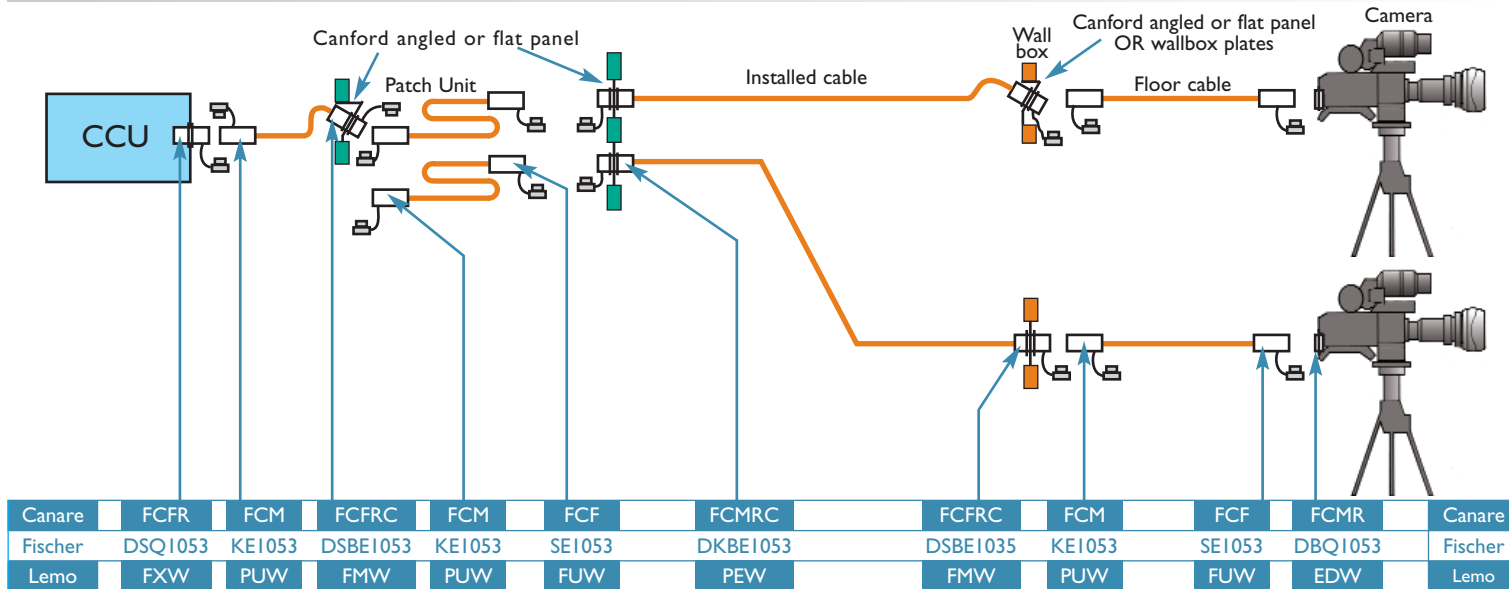 Camera
Canford angled or flat panel
OR wallbox plates
Wall
box
Canford angled or flat panel
Patch Unit
Installed cable
Floor cable
CCU
Canare FCFR FCM FCFRC FCM FCF FCMRC FCFRC FCM FCF FCMR Canare
Fischer DSQ1053 KE1053 DSBE1053 KE1053 SE1053 DKBE1053 DSBE1035 KE1053 SE1053 DBQ1053 Fischer
Lemo FXW PUW FMW PUW FUW PEW FMW PUW FUW EDW Lemo